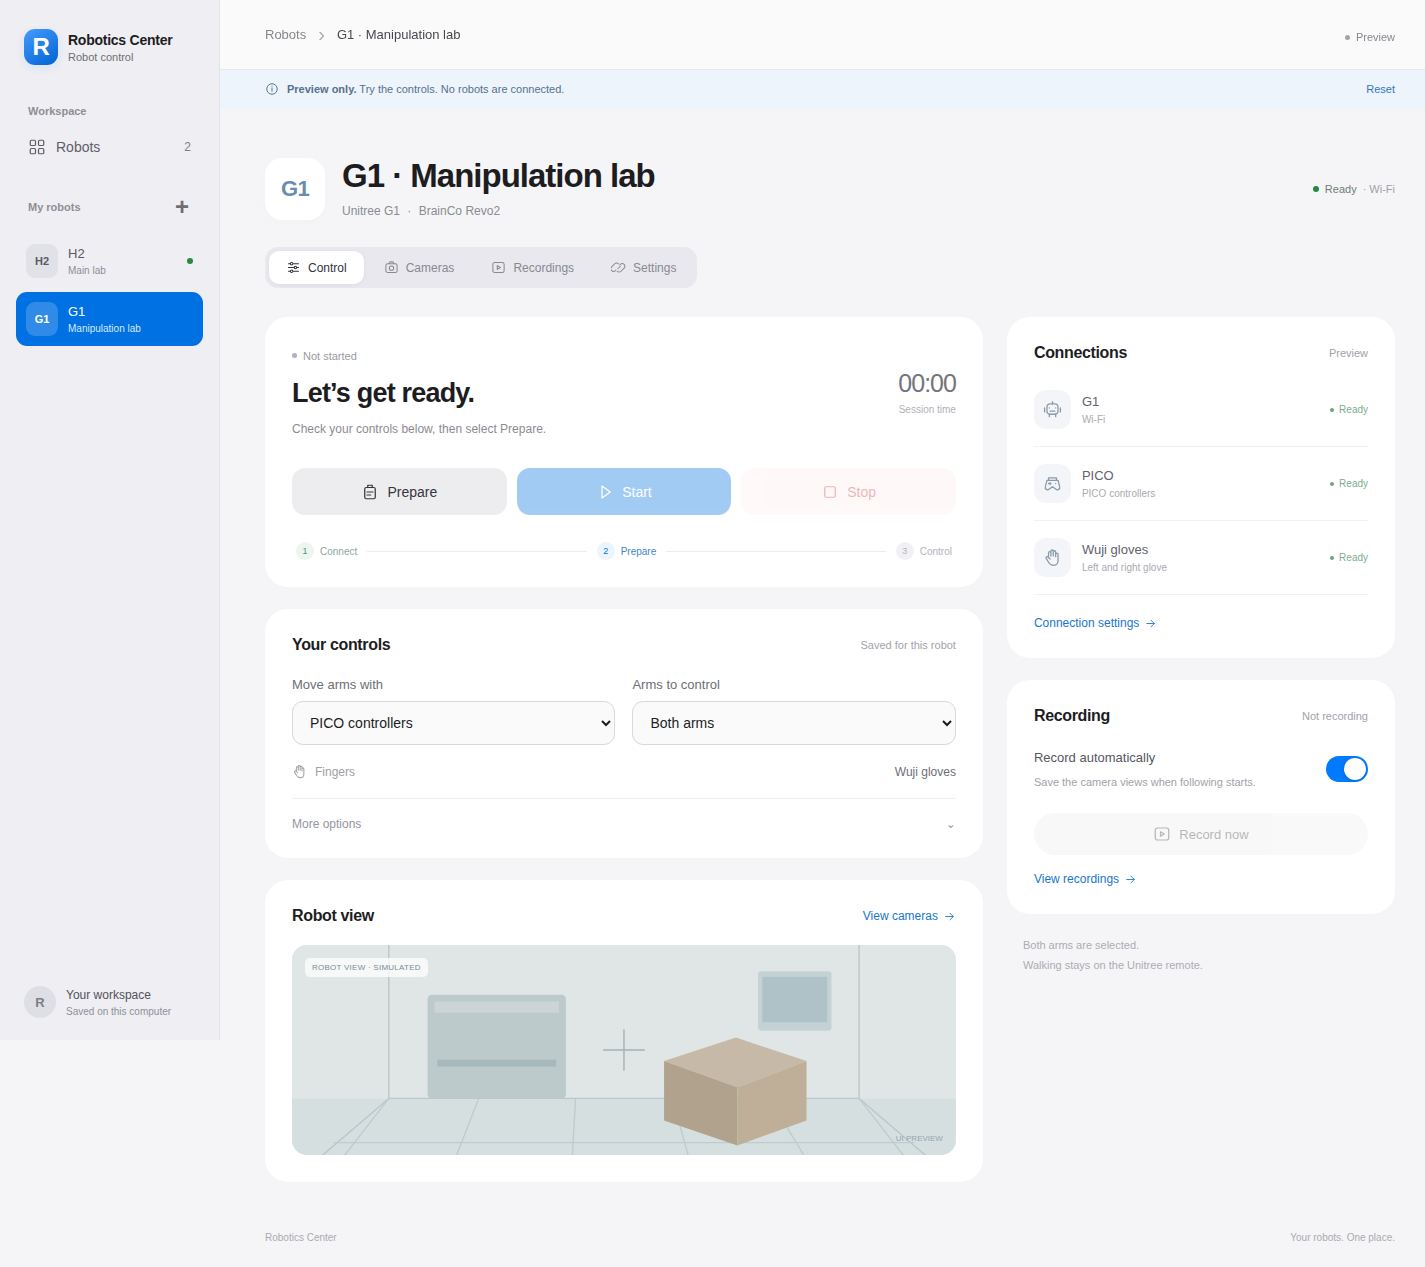 R
Robotics Center
Robot control
Workspace
Robots
2
My robots
+
H2
H2
Main lab
G1
G1
Manipulation lab
R
Your workspace
Saved on this computer
Robots
G1 · Manipulation lab
Preview
Preview only. Try the controls. No robots are connected.
Reset
G1
G1 · Manipulation lab
Unitree G1 · BrainCo Revo2
Ready · Wi-Fi
Control
Cameras
Recordings
Settings
Not started
Let’s get ready.
Check your controls below, then select Prepare.
00:00
Session time
Prepare
Start
Stop
1 Connect
2 Prepare
3 Control
Your controls
Saved for this robot
Move arms with
Arms to control
PICO controllers
Both arms
Fingers
Wuji gloves
More options
Robot view
View cameras →
ROBOT VIEW · SIMULATED
UI PREVIEW
Connections
Preview
G1
Wi-Fi
Ready
PICO
PICO controllers
Ready
Wuji gloves
Left and right glove
Ready
Connection settings →
Recording
Not recording
Record automatically
Save the camera views when following starts.
Record now
View recordings →
Both arms are selected.
Walking stays on the Unitree remote.
Robotics Center
Your robots. One place.